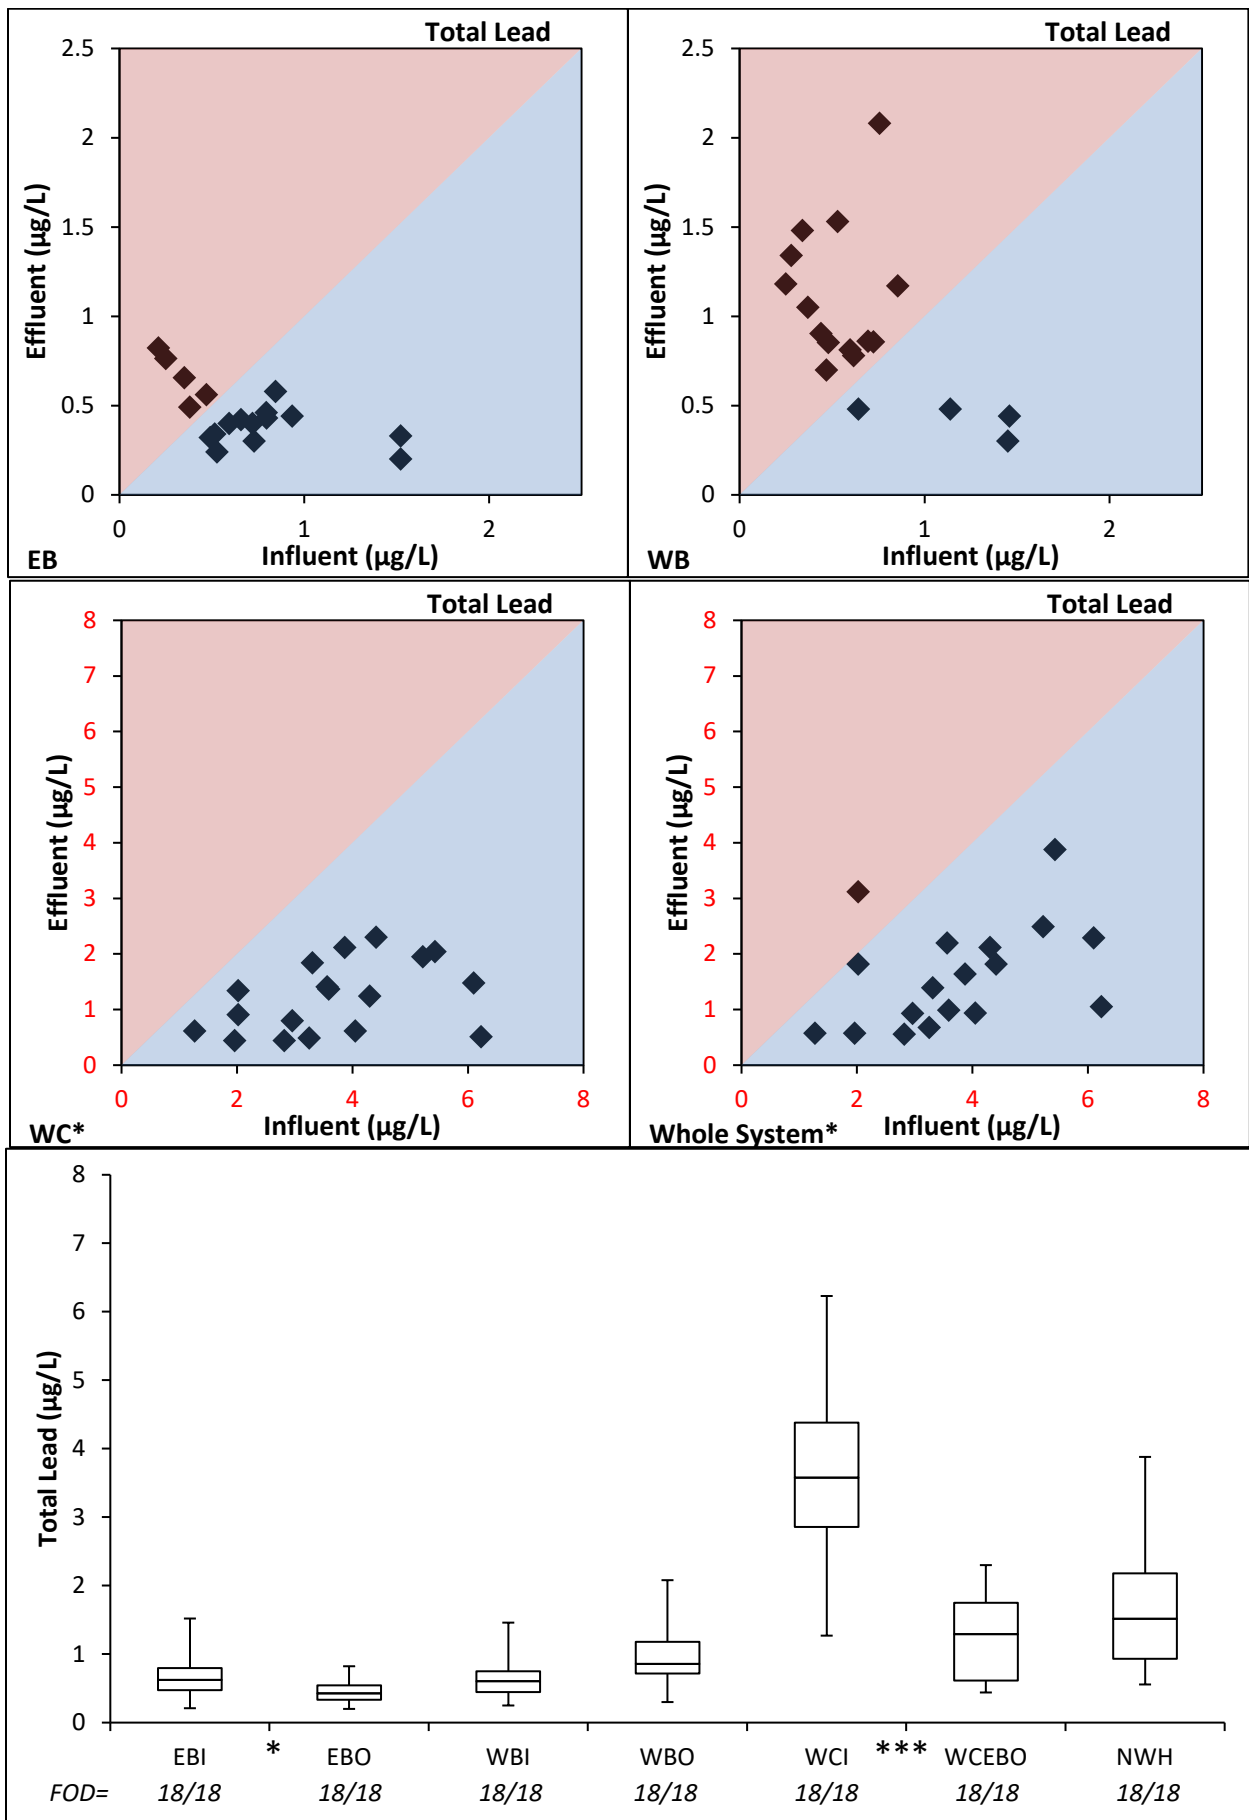 Total Lead
2.5
2
1.5
1
0.5
0
Effluent (µg/L)
0 1 2
Influent (µg/L)
EB
Total Lead
2.5
2
1.5
1
0.5
0
Effluent (µg/L)
0 1 2
Influent (µg/L)
WB
Total Lead
8
7
6
5
4
3
2
1
0
Effluent (µg/L)
0 2 4 6 8
Influent (µg/L)
WC*
Total Lead
8
7
6
5
4
3
2
1
0
Effluent (µg/L)
0 2 4 6 8
Influent (µg/L)
Whole System*
8
7
6
5
4
3
2
1
0
Total Lead (µg/L)
EBI * EBO WBI WBO WCI *** WCEBO NWH
FOD= 18/18 18/18 18/18 18/18 18/18 18/18 18/18